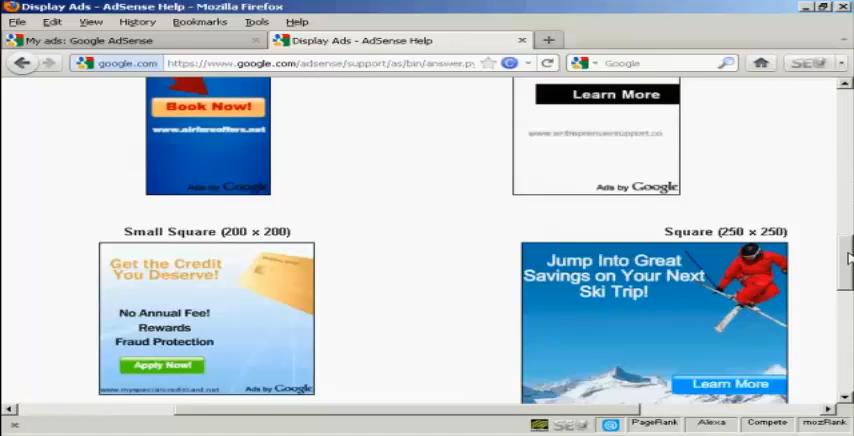 Display Ads - AdSense Help - Mozilla Firefox
File Edit View History Bookmarks Tools Help
My ads: Google AdSense
Display Ads - AdSense Help
google.com https://www.google.com/adsense/support/as/bin/answer.py
Google
SEO
Book Now!
www.airfareoffers.net
Ads by Google
Learn More
Ads by Google
Small Square (200 x 200)
Square (250 x 250)
Get the Credit
You Deserve!
No Annual Fee!
Rewards
Fraud Protection
Apply Now!
Ads by Google
Jump Into Great
Savings on Your Next
Ski Trip!
Learn More
SEO
PageRank Alexa Compete mozRank